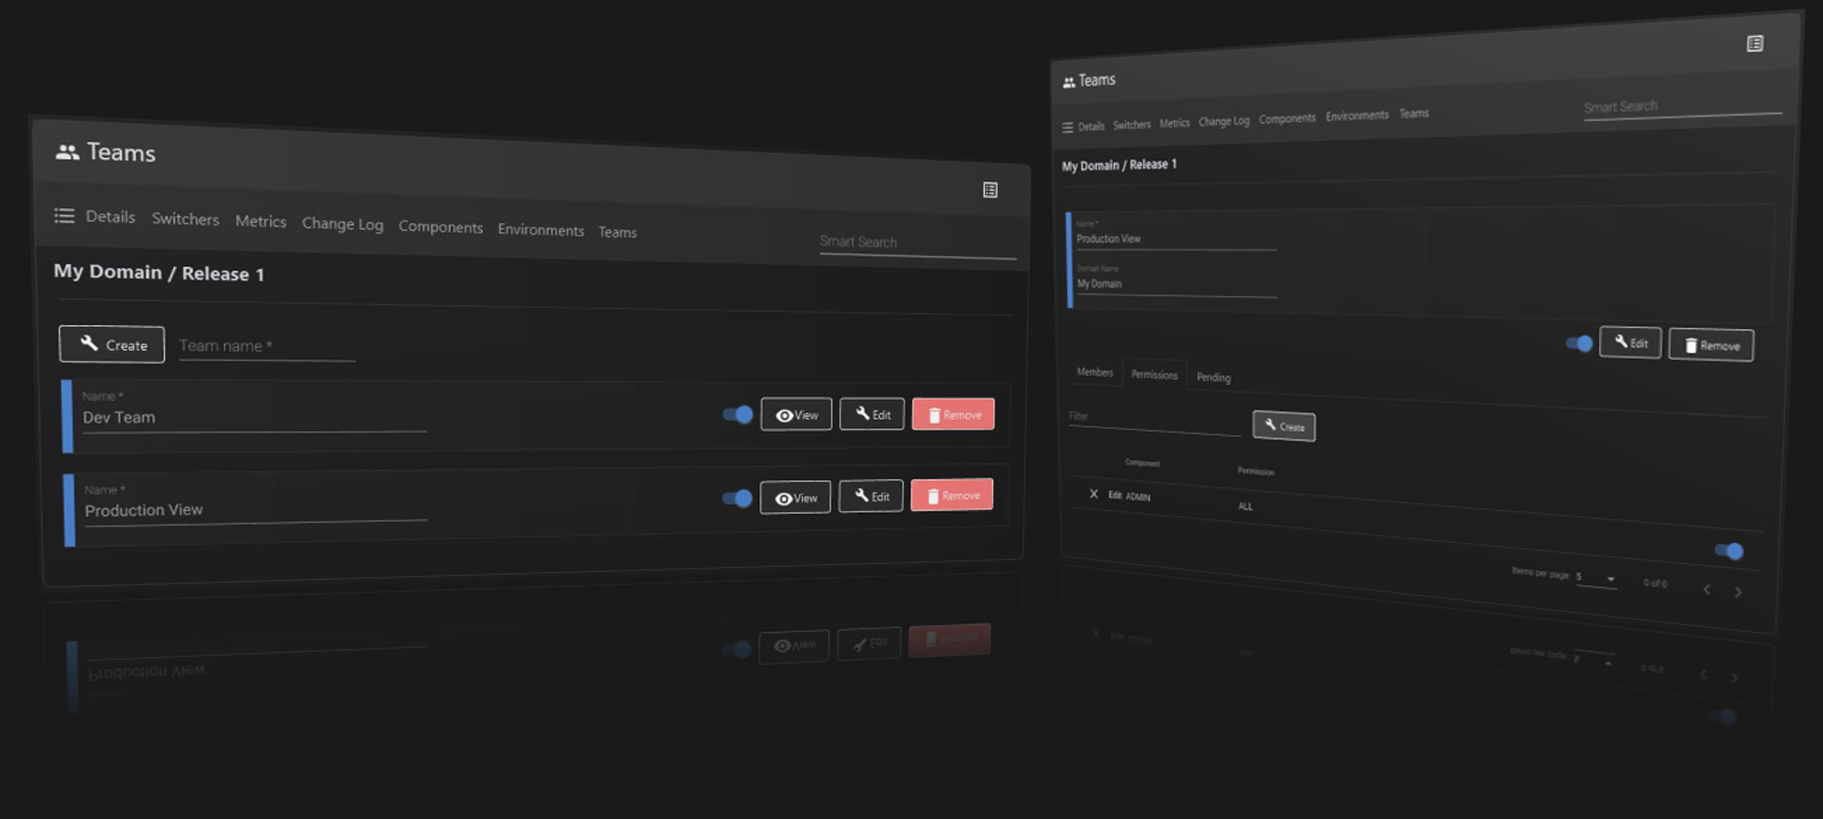 Teams
Details Switchers Metrics Change Log Components Environments Teams
Smart Search
My Domain / Release 1
Create Team name *
Name *
Dev Team
View Edit Remove
Name *
Production View
View Edit Remove
Teams
Details Switchers Metrics Change Log Components Environments Teams
Smart Search
My Domain / Release 1
Name *
Production View
Domain Name
My Domain
Edit Remove
Members Permissions Pending
Filter
Create
Component Permission
X Edit ADMIN ALL
Items per page: 5 0 of 0